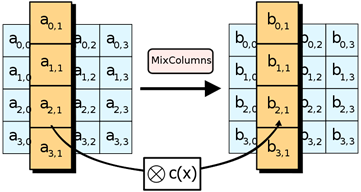 a0,1 b0,1
a0,0 a0,2 a0,3 b0,0 b0,2 b0,3
a1,1 MixColumns b1,1
a1,0 a1,2 a1,3 b1,0 b1,2 b1,3
a2,0 a2,1 a2,2 a2,3 b2,0 b2,1 b2,2 b2,3
a3,0 a3,2 a3,3 b3,0 b3,2 b3,3
a3,1 b3,1
⊗ c(x)